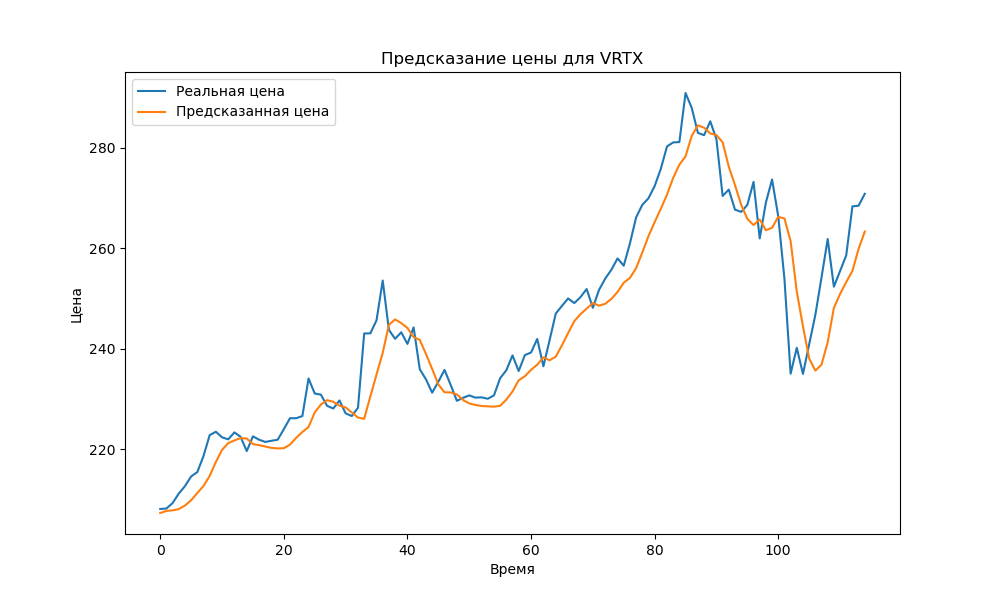 Предсказание цены для VRTX
Реальная цена
Предсказанная цена
Цена
280
260
240
220
0 20 40 60 80 100
Время